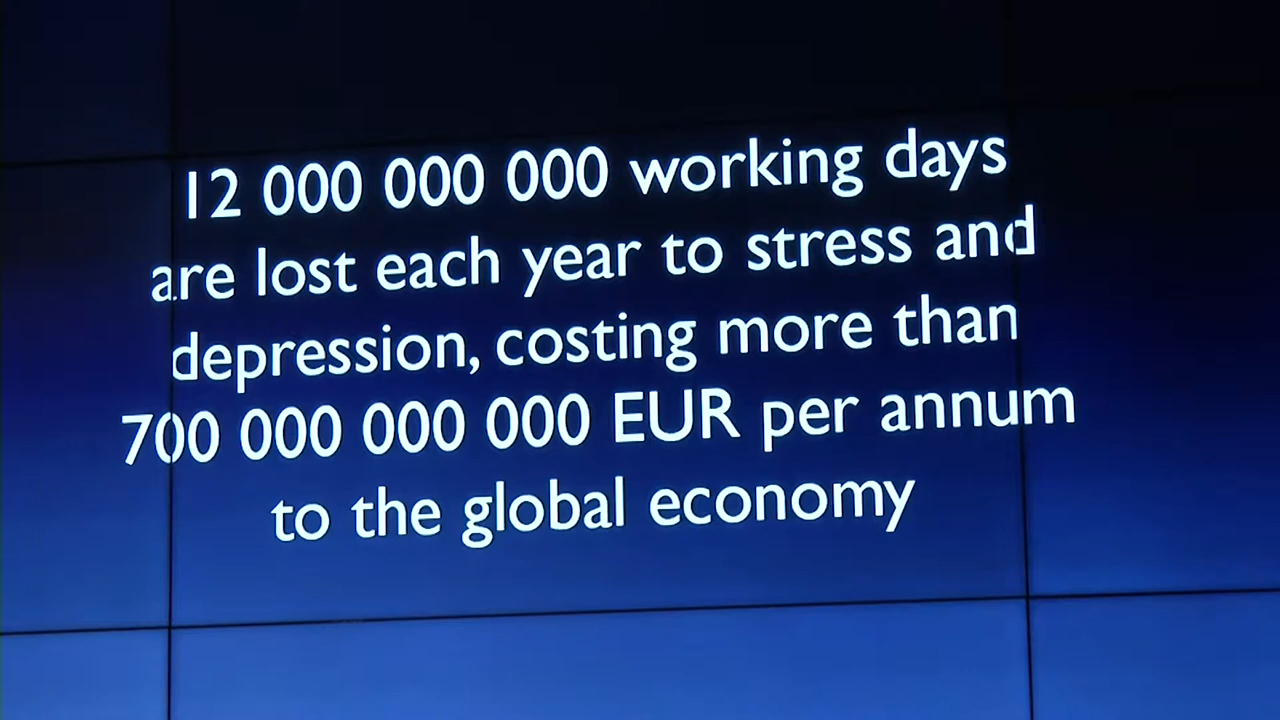 12 000 000 000 working days
are lost each year to stress and
depression, costing more than
700 000 000 000 EUR per annum
to the global economy